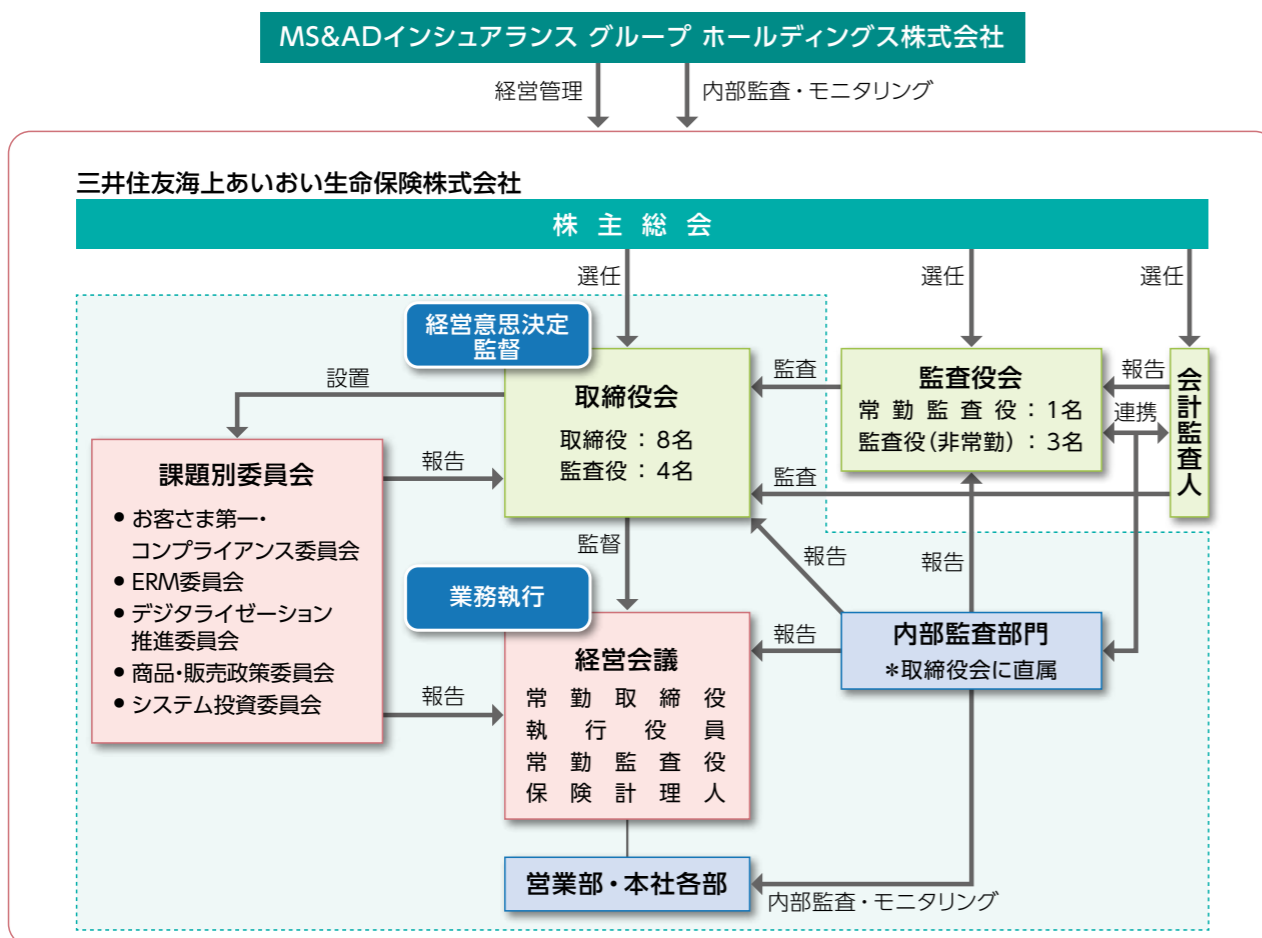 MS&ADインシュアランス グループ ホールディングス株式会社
経営管理
内部監査・モニタリング
三井住友海上あいおい生命保険株式会社
株主総会
選任
選任
選任
経営意思決定
監督
設置
取締役会
取締役：8名
監査役：4名
監査
監査役会
常勤監査役：1名
監査役(非常勤)：3名
報告
連携
会計監査人
課題別委員会
• お客さま第一・
コンプライアンス委員会
• ERM委員会
• デジタライゼーション
推進委員会
• 商品・販売政策委員会
• システム投資委員会
報告
監査
監督
報告
報告
業務執行
報告
内部監査部門
＊取締役会に直属
経営会議
常勤取締役
執行役員
常勤監査役
保険計理人
報告
営業部・本社各部
内部監査・モニタリング